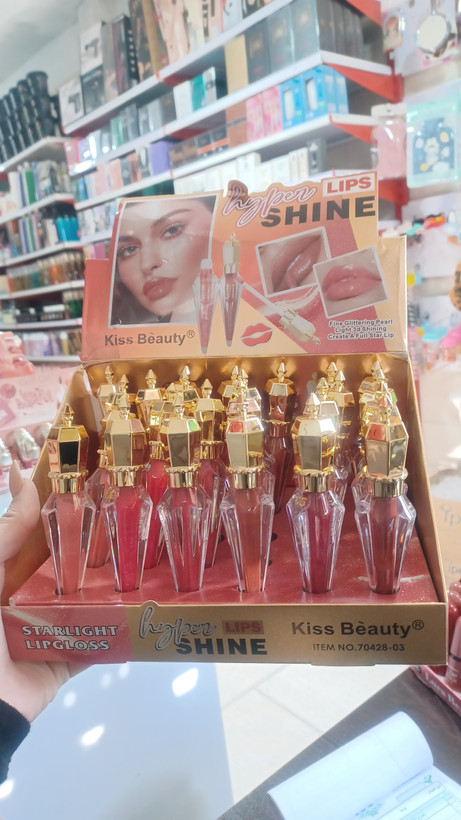 hyper LIPS
SHINE
Fine Glittering Pearl
Light 3d Shining
Create A Full Star Lip
Kiss Bèauty®
STARLIGHT
LIPGLOSS
hyper LIPS
SHINE
Kiss Bèauty®
ITEM NO.70428-03